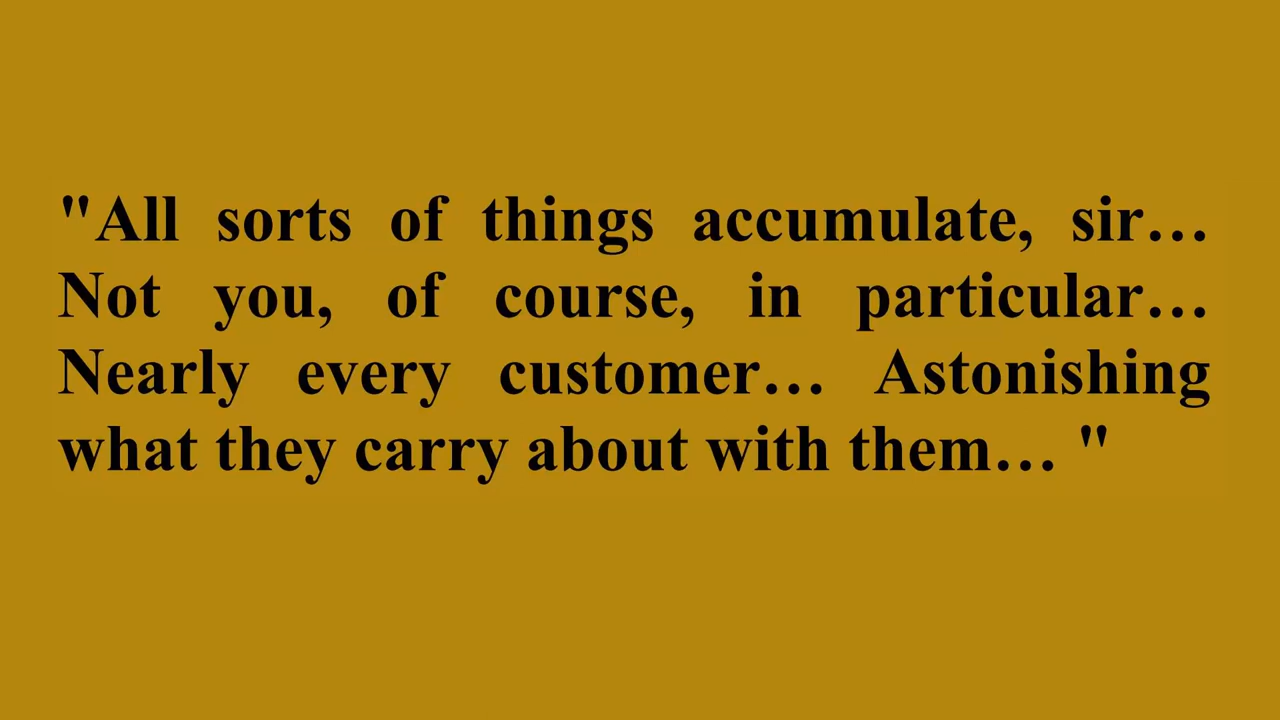 "All sorts of things accumulate, sir…
Not you, of course, in particular…
Nearly every customer… Astonishing
what they carry about with them… "